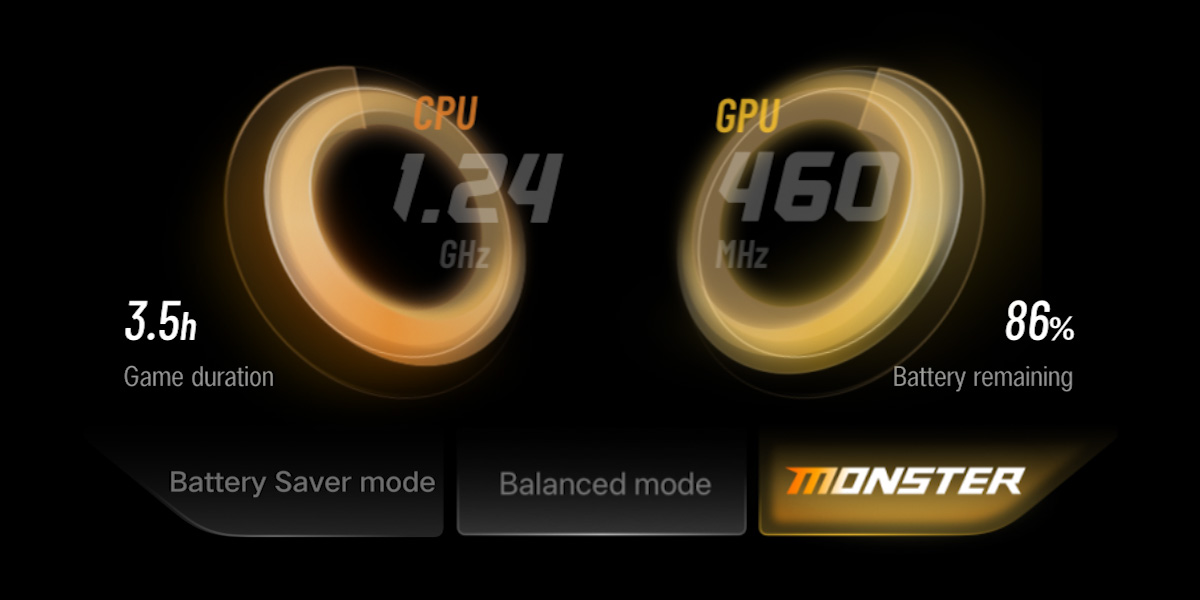 CPU
1.24
GHz
GPU
460
MHz
3.5h
Game duration
86%
Battery remaining
Battery Saver mode
Balanced mode
MONSTER